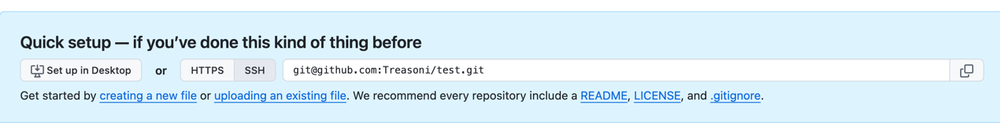 Quick setup — if you’ve done this kind of thing before
Set up in Desktop or HTTPS SSH git@github.com:Treasoni/test.git
Get started by creating a new file or uploading an existing file. We recommend every repository include a README, LICENSE, and .gitignore.